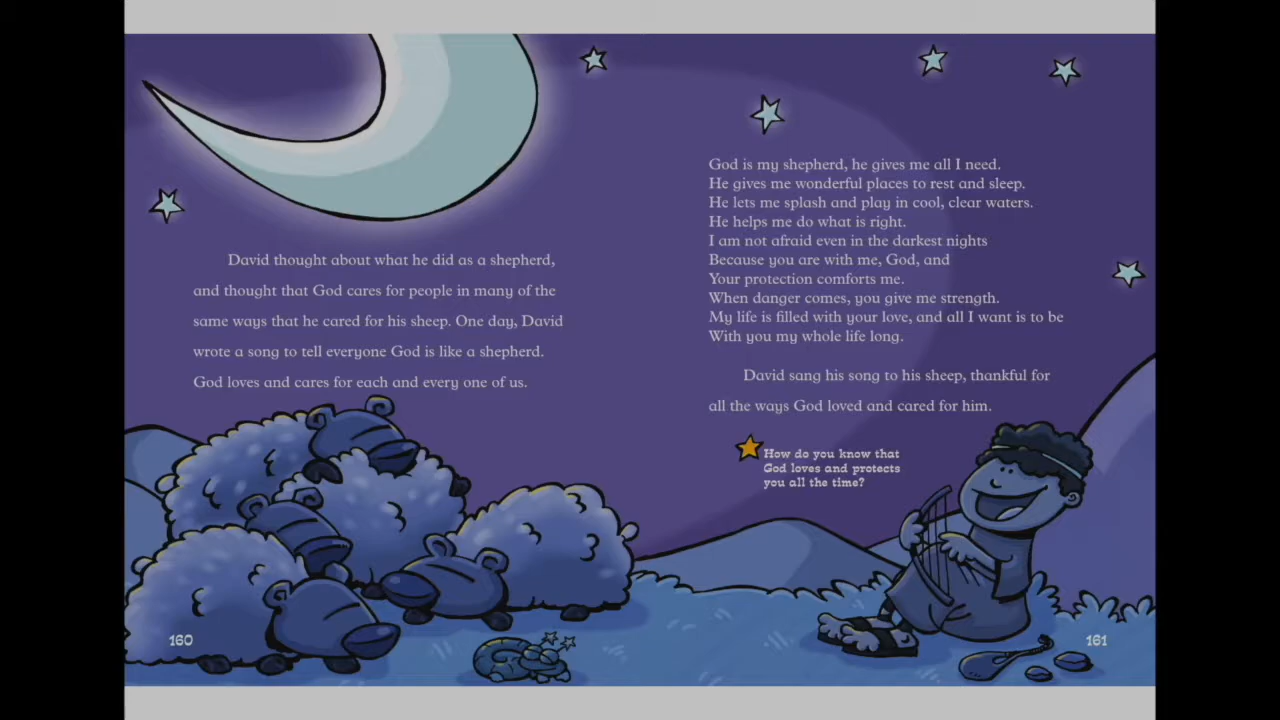 David thought about what he did as a shepherd,
and thought that God cares for people in many of the
same ways that he cared for his sheep. One day, David
wrote a song to tell everyone God is like a shepherd.
God loves and cares for each and every one of us.
160
God is my shepherd, he gives me all I need.
He gives me wonderful places to rest and sleep.
He lets me splash and play in cool, clear waters.
He helps me do what is right.
I am not afraid even in the darkest nights
Because you are with me, God, and
Your protection comforts me.
When danger comes, you give me strength.
My life is filled with your love, and all I want is to be
With you my whole life long.
David sang his song to his sheep, thankful for
all the ways God loved and cared for him.
How do you know that
God loves and protects
you all the time?
161